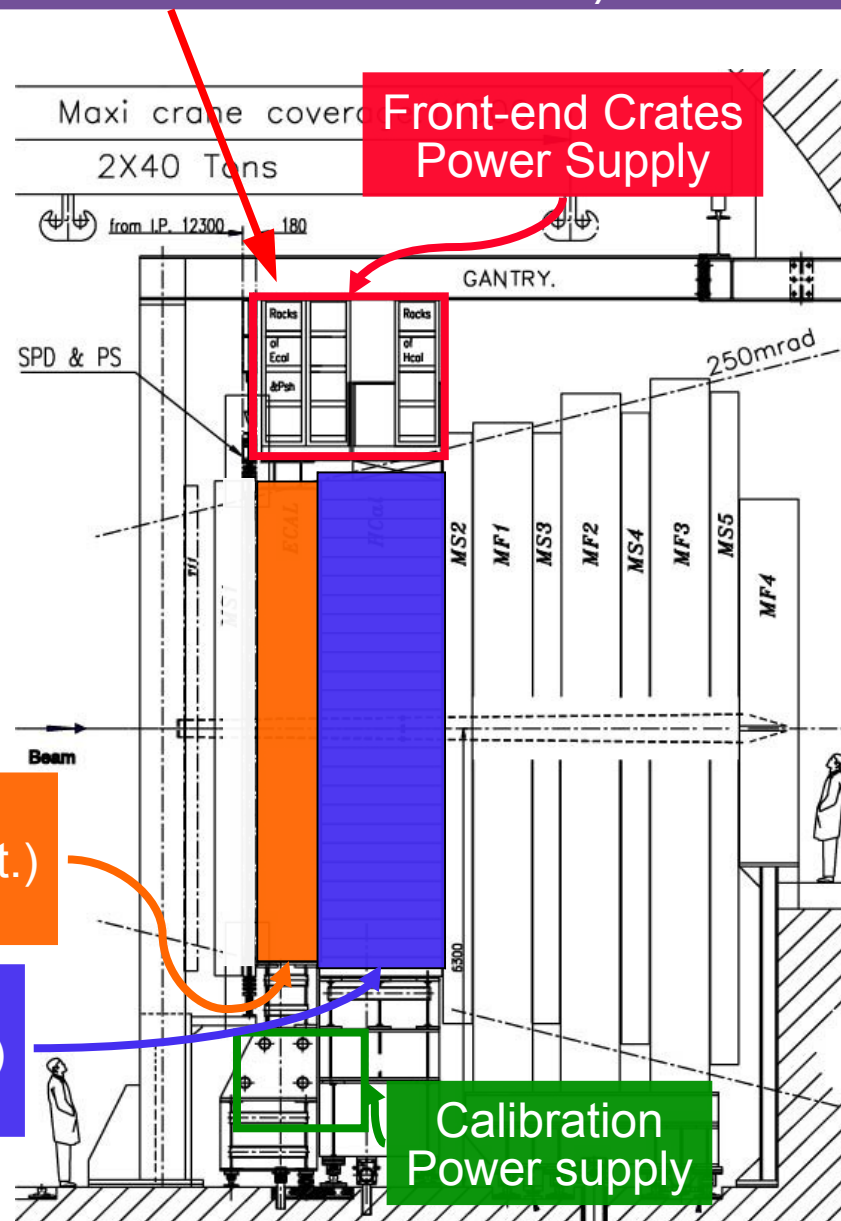 Maxi crane
Front-end Crates
Power Supply
2X40 Tons
from I.P. 12300
180
GANTRY.
Racks
of
Ecal
&Psh
Racks
of
Hcal
SPD & PS
250mrad
MS1
ECAL
HCal
MS2
MF1
MS3
MF2
MS4
MF3
MS5
MF4
Beam
t.)
)
6300
Calibration
Power supply